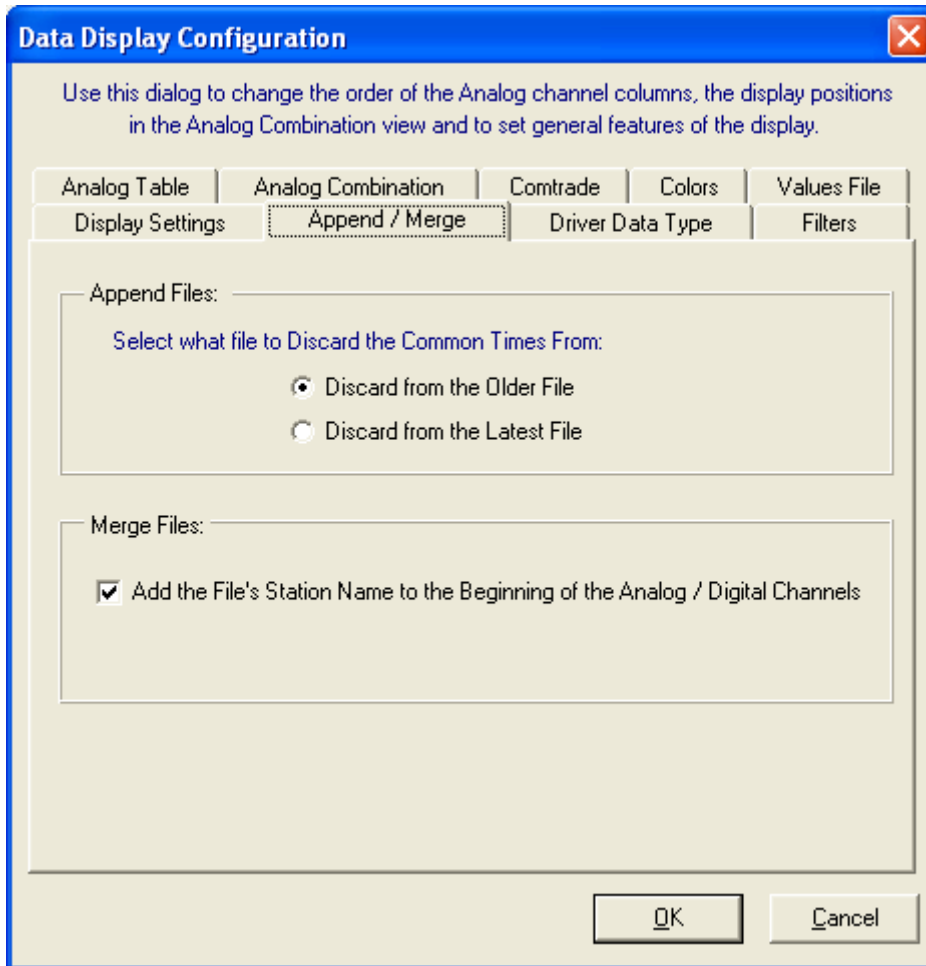 Data Display Configuration
Use this dialog to change the order of the Analog channel columns, the display positions
in the Analog Combination view and to set general features of the display.
Analog Table
Analog Combination
Comtrade
Colors
Values File
Display Settings
Append / Merge
Driver Data Type
Filters
Append Files:
Select what file to Discard the Common Times From:
Discard from the Older File
Discard from the Latest File
Merge Files:
Add the File's Station Name to the Beginning of the Analog / Digital Channels
OK
Cancel